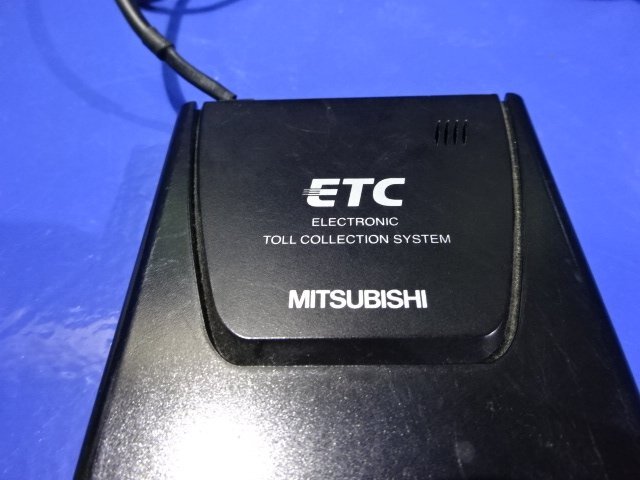 ETC
ELECTRONIC
TOLL COLLECTION SYSTEM
MITSUBISHI